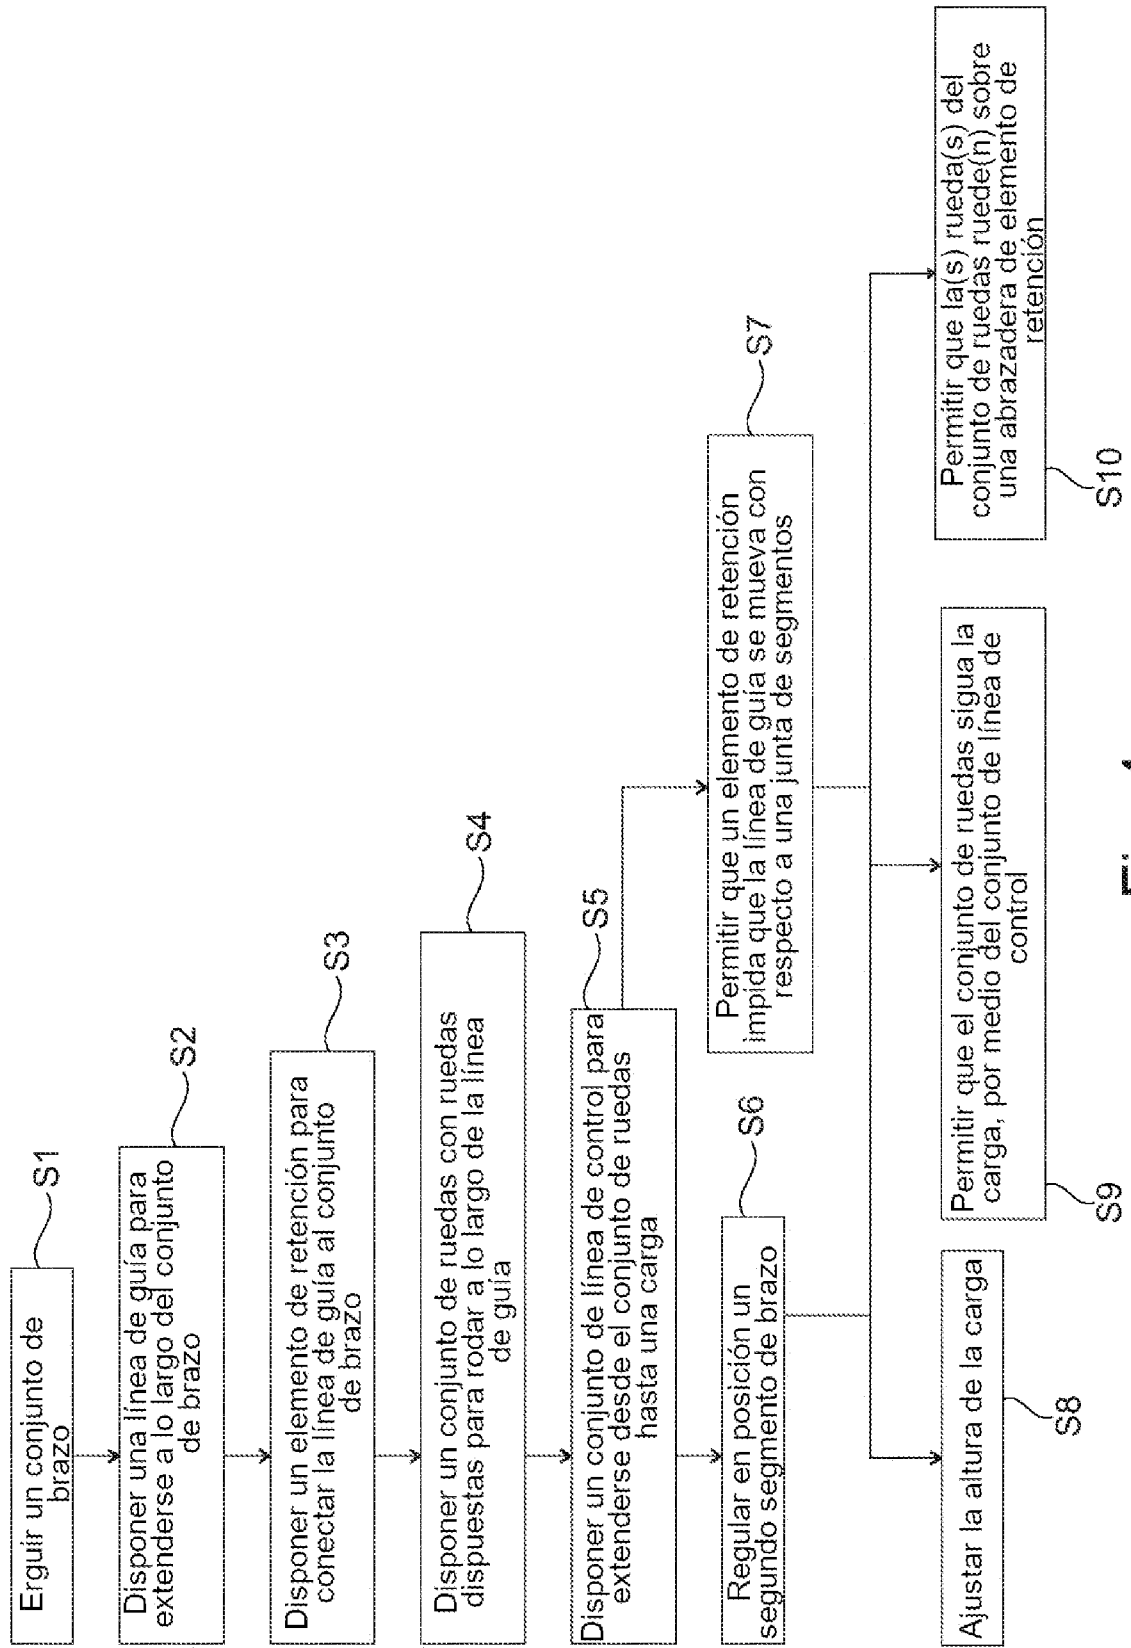 Erguir un conjunto de
brazo
S1
Disponer una línea de guía para
extenderse a lo largo del conjunto
de brazo
S2
Disponer un elemento de retención para
conectar la línea de guía al conjunto
de brazo
S3
Disponer un conjunto de ruedas con ruedas
dispuestas para rodar a lo largo de la línea
de guía
S4
Disponer un conjunto de línea de control para
extenderse desde el conjunto de ruedas
hasta una carga
S5
Regular en posición un
segundo segmento de brazo
S6
Permitir que un elemento de retención
impida que la línea de guía se mueva con
respecto a una junta de segmentos
S7
Ajustar la altura de la carga
S8
Permitir que el conjunto de ruedas sigua la
carga, por medio del conjunto de línea de
control
S9
Permitir que la(s) rueda(s) del
conjunto de ruedas ruede(n) sobre
una abrazadera de elemento de
retención
S10